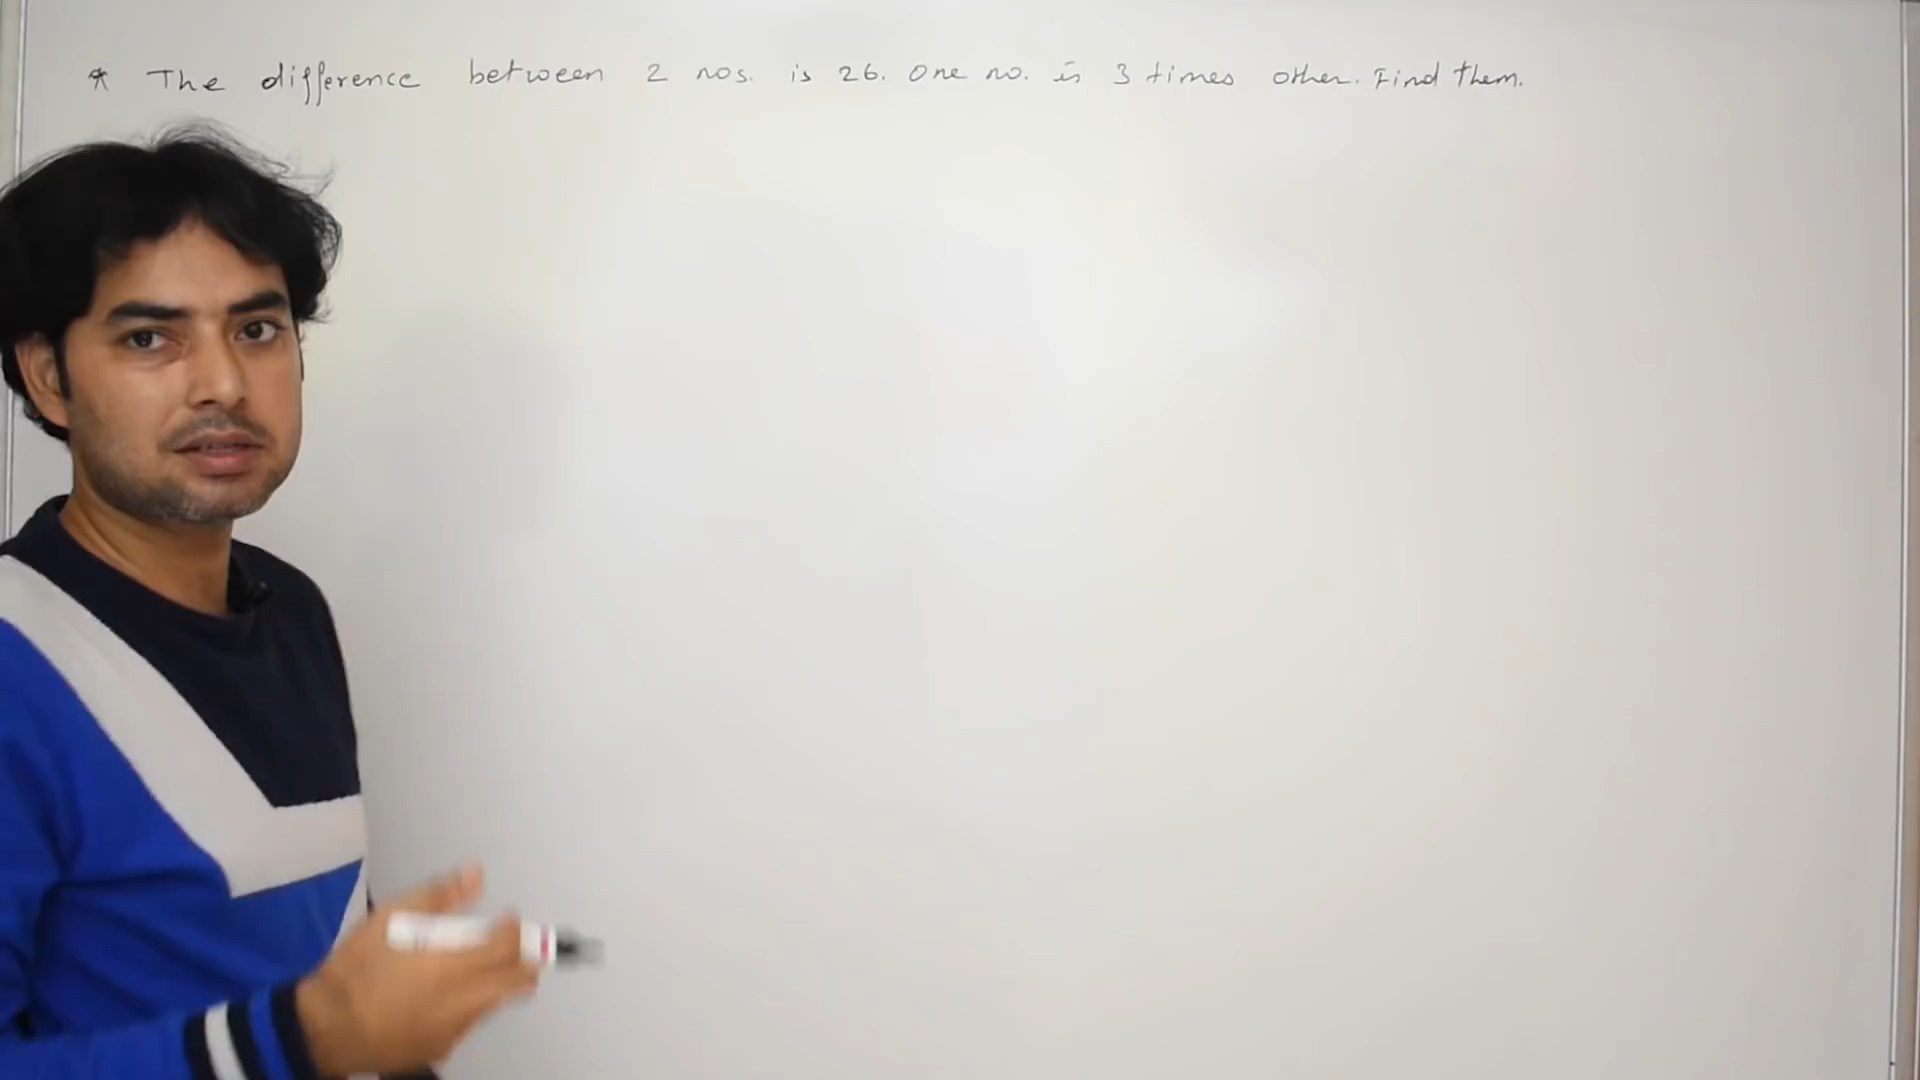 * The difference between 2 nos. is 26. One no. is 3 times other. Find them.